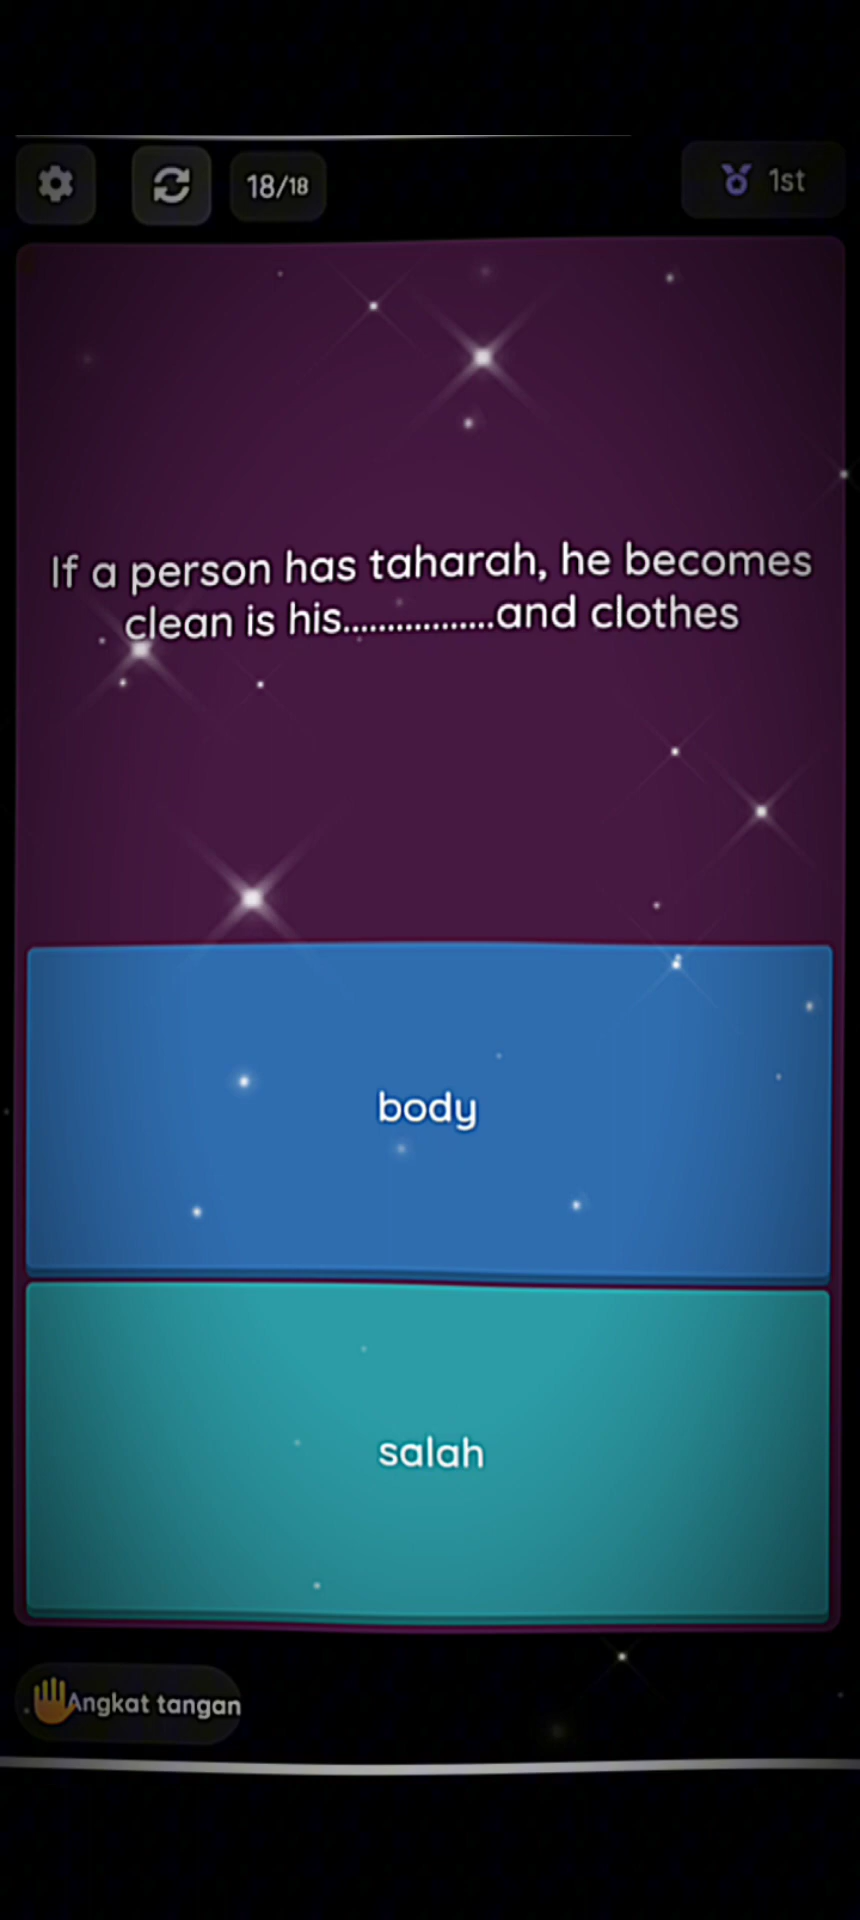 18/18
1st
If a person has taharah, he becomes
clean is his.................and clothes
body
salah
Angkat tangan